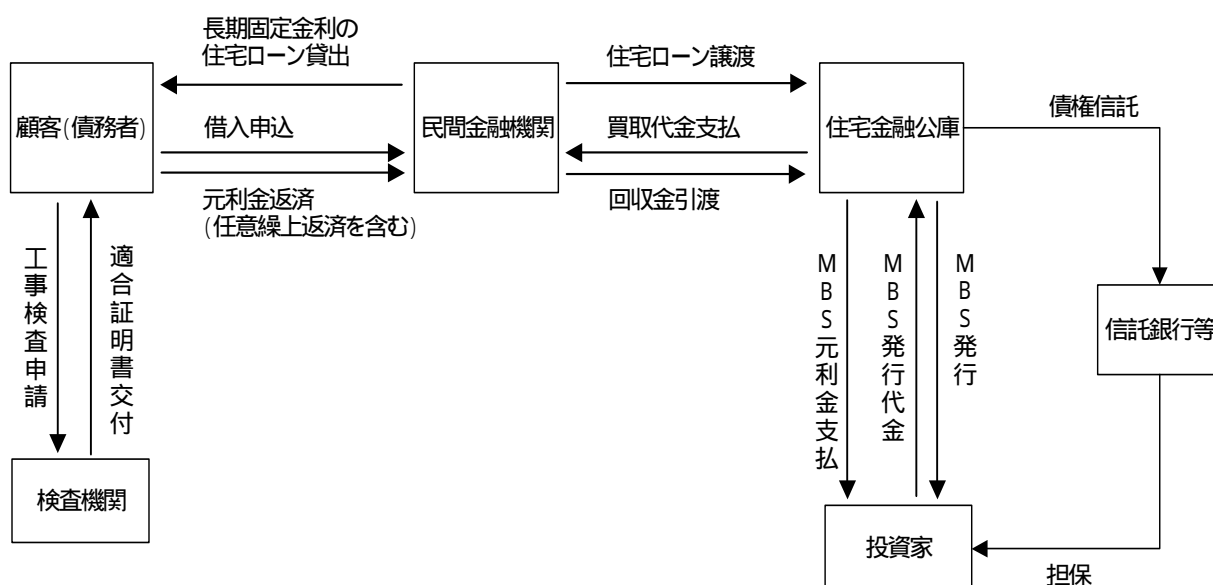 長期固定金利の
住宅ローン貸出
住宅ローン譲渡
顧客(債務者)
借入申込
民間金融機関
買取代金支払
住宅金融公庫
債権信託
元利金返済
(任意繰上返済を含む)
回収金引渡
工事検査申請
適合証明書交付
MBS元利金支払
MBS発行代金
MBS発行
信託銀行等
検査機関
投資家
担保